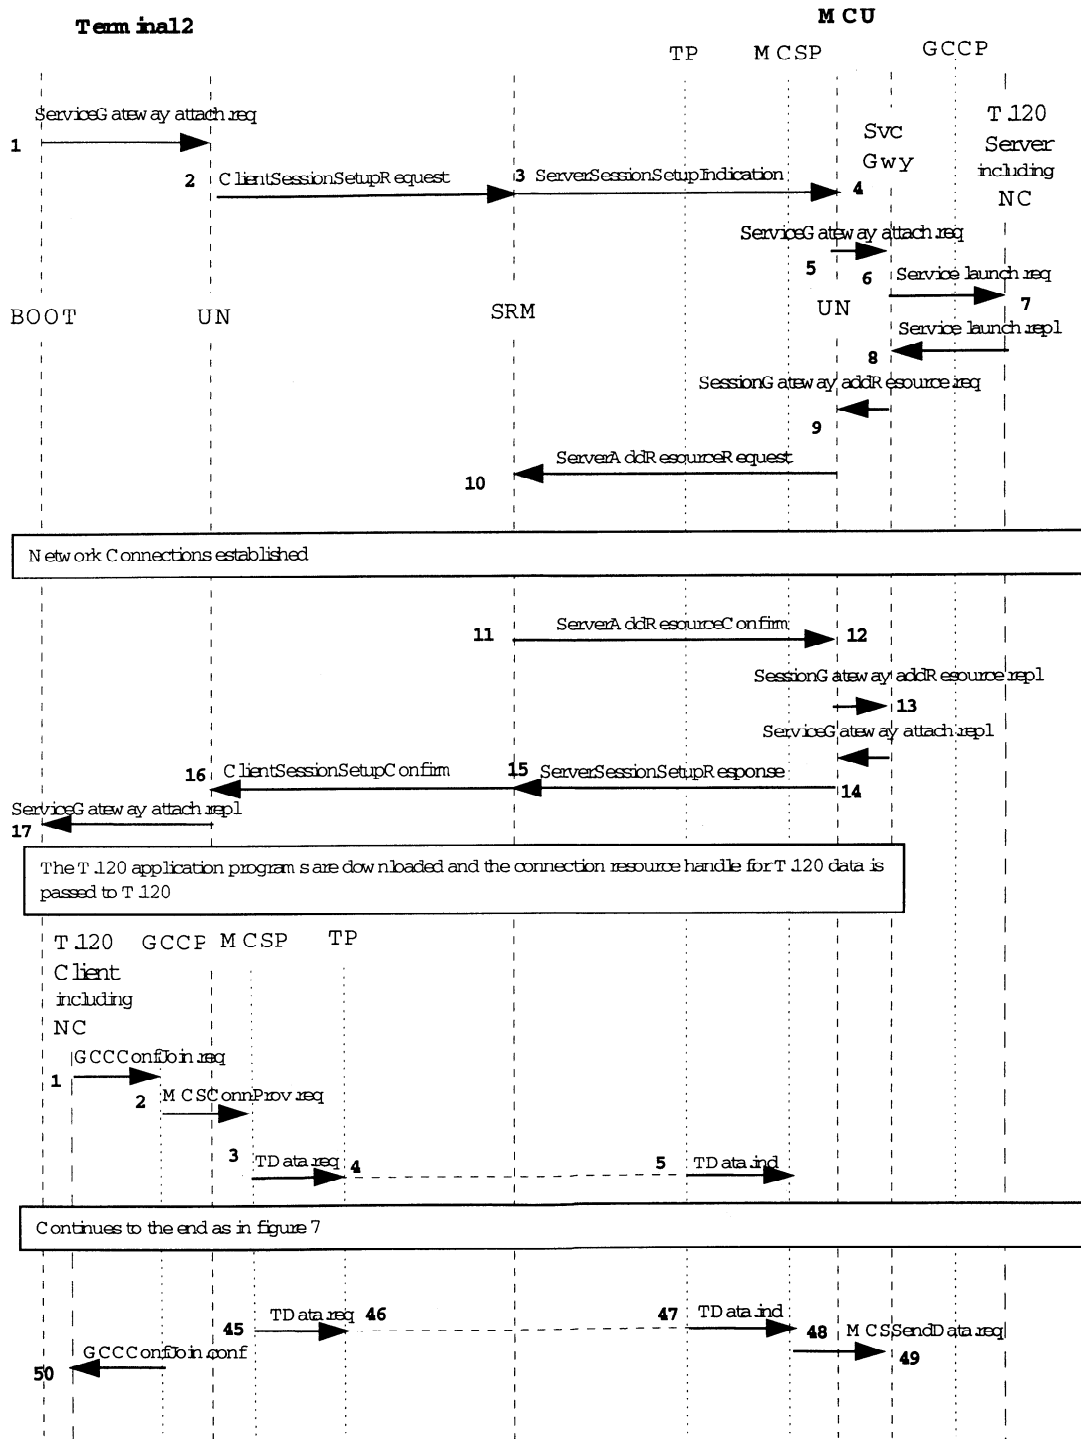 Terminal 2
MCU
TP
MCSP
GCCP
ServiceGateway attach.req
T.120
Server
including
NC
1
Svc
Gwy
2 ClientSessionSetupRequest
3 ServerSessionSetupIndication
4
ServiceGateway attach.req
5
6
Service launch.req
7
BOOT
UN
SRM
UN
Service launch.repl
8
SessionGateway addResource.req
9
ServerAddResourceRequest
10
Network Connections established
11
ServerAddResourceConfirm
12
SessionGateway addResource.repl
13
ServiceGateway attach.repl
16
ClientSessionSetupConfirm
15
ServerSessionSetupResponse
14
ServiceGateway attach.repl
17
The T.120 application programs are downloaded and the connection resource handle for T.120 data is
passed to T.120
T.120
Client
including
NC
GCCP
MCSP
TP
GCCConfJoin.req
1
2
MCSConnProv.req
3
TData.req
4
5
TData.ind
Continues to the end as in figure 7
45
TData.req
46
47
TData.ind
48
MCSSendData.req
49
GCCConfJoin.conf
50